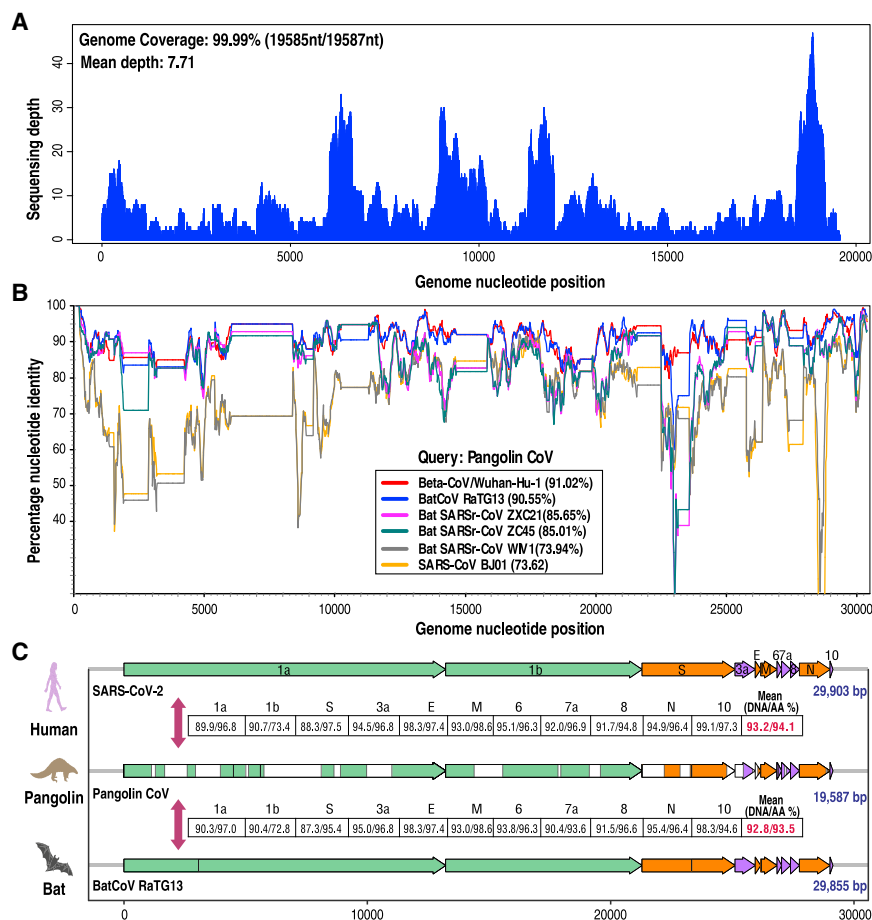 A
Genome Coverage: 99.99% (19585nt/19587nt)
Mean depth: 7.71
Sequencing depth
40
30
20
10
0
0 5000 10000 15000 20000
Genome nucleotide position
B
Percentage nucleotide identity
100
90
80
70
60
50
40
Query: Pangolin CoV
Beta-CoV/Wuhan-Hu-1 (91.02%)
BatCoV RaTG13 (90.55%)
Bat SARSr-CoV ZXC21(85.65%)
Bat SARSr-CoV ZC45 (85.01%)
Bat SARSr-CoV WIV1(73.94%)
SARS-CoV BJ01 (73.62)
0 5000 10000 15000 20000 25000 30000
Genome nucleotide position
C
1a 1b S 3a E M 67a 8 N 10
SARS-CoV-2
29,903 bp
Human
1a 1b S 3a E M 6 7a 8 N 10 Mean (DNA/AA %)
89.9/96.8 90.7/73.4 88.3/97.5 94.5/96.8 98.3/97.4 93.0/98.6 95.1/96.3 92.0/96.9 91.7/94.8 94.9/96.4 99.1/97.3 93.2/94.1
Pangolin
Pangolin CoV
19,587 bp
1a 1b S 3a E M 6 7a 8 N 10 Mean (DNA/AA %)
90.3/97.0 90.4/72.8 87.3/95.4 95.0/96.8 98.3/97.4 93.0/98.6 93.8/96.3 90.4/93.6 91.5/96.6 95.4/96.4 98.3/94.6 92.8/93.5
Bat
BatCoV RaTG13
29,855 bp
0 10000 20000 30000